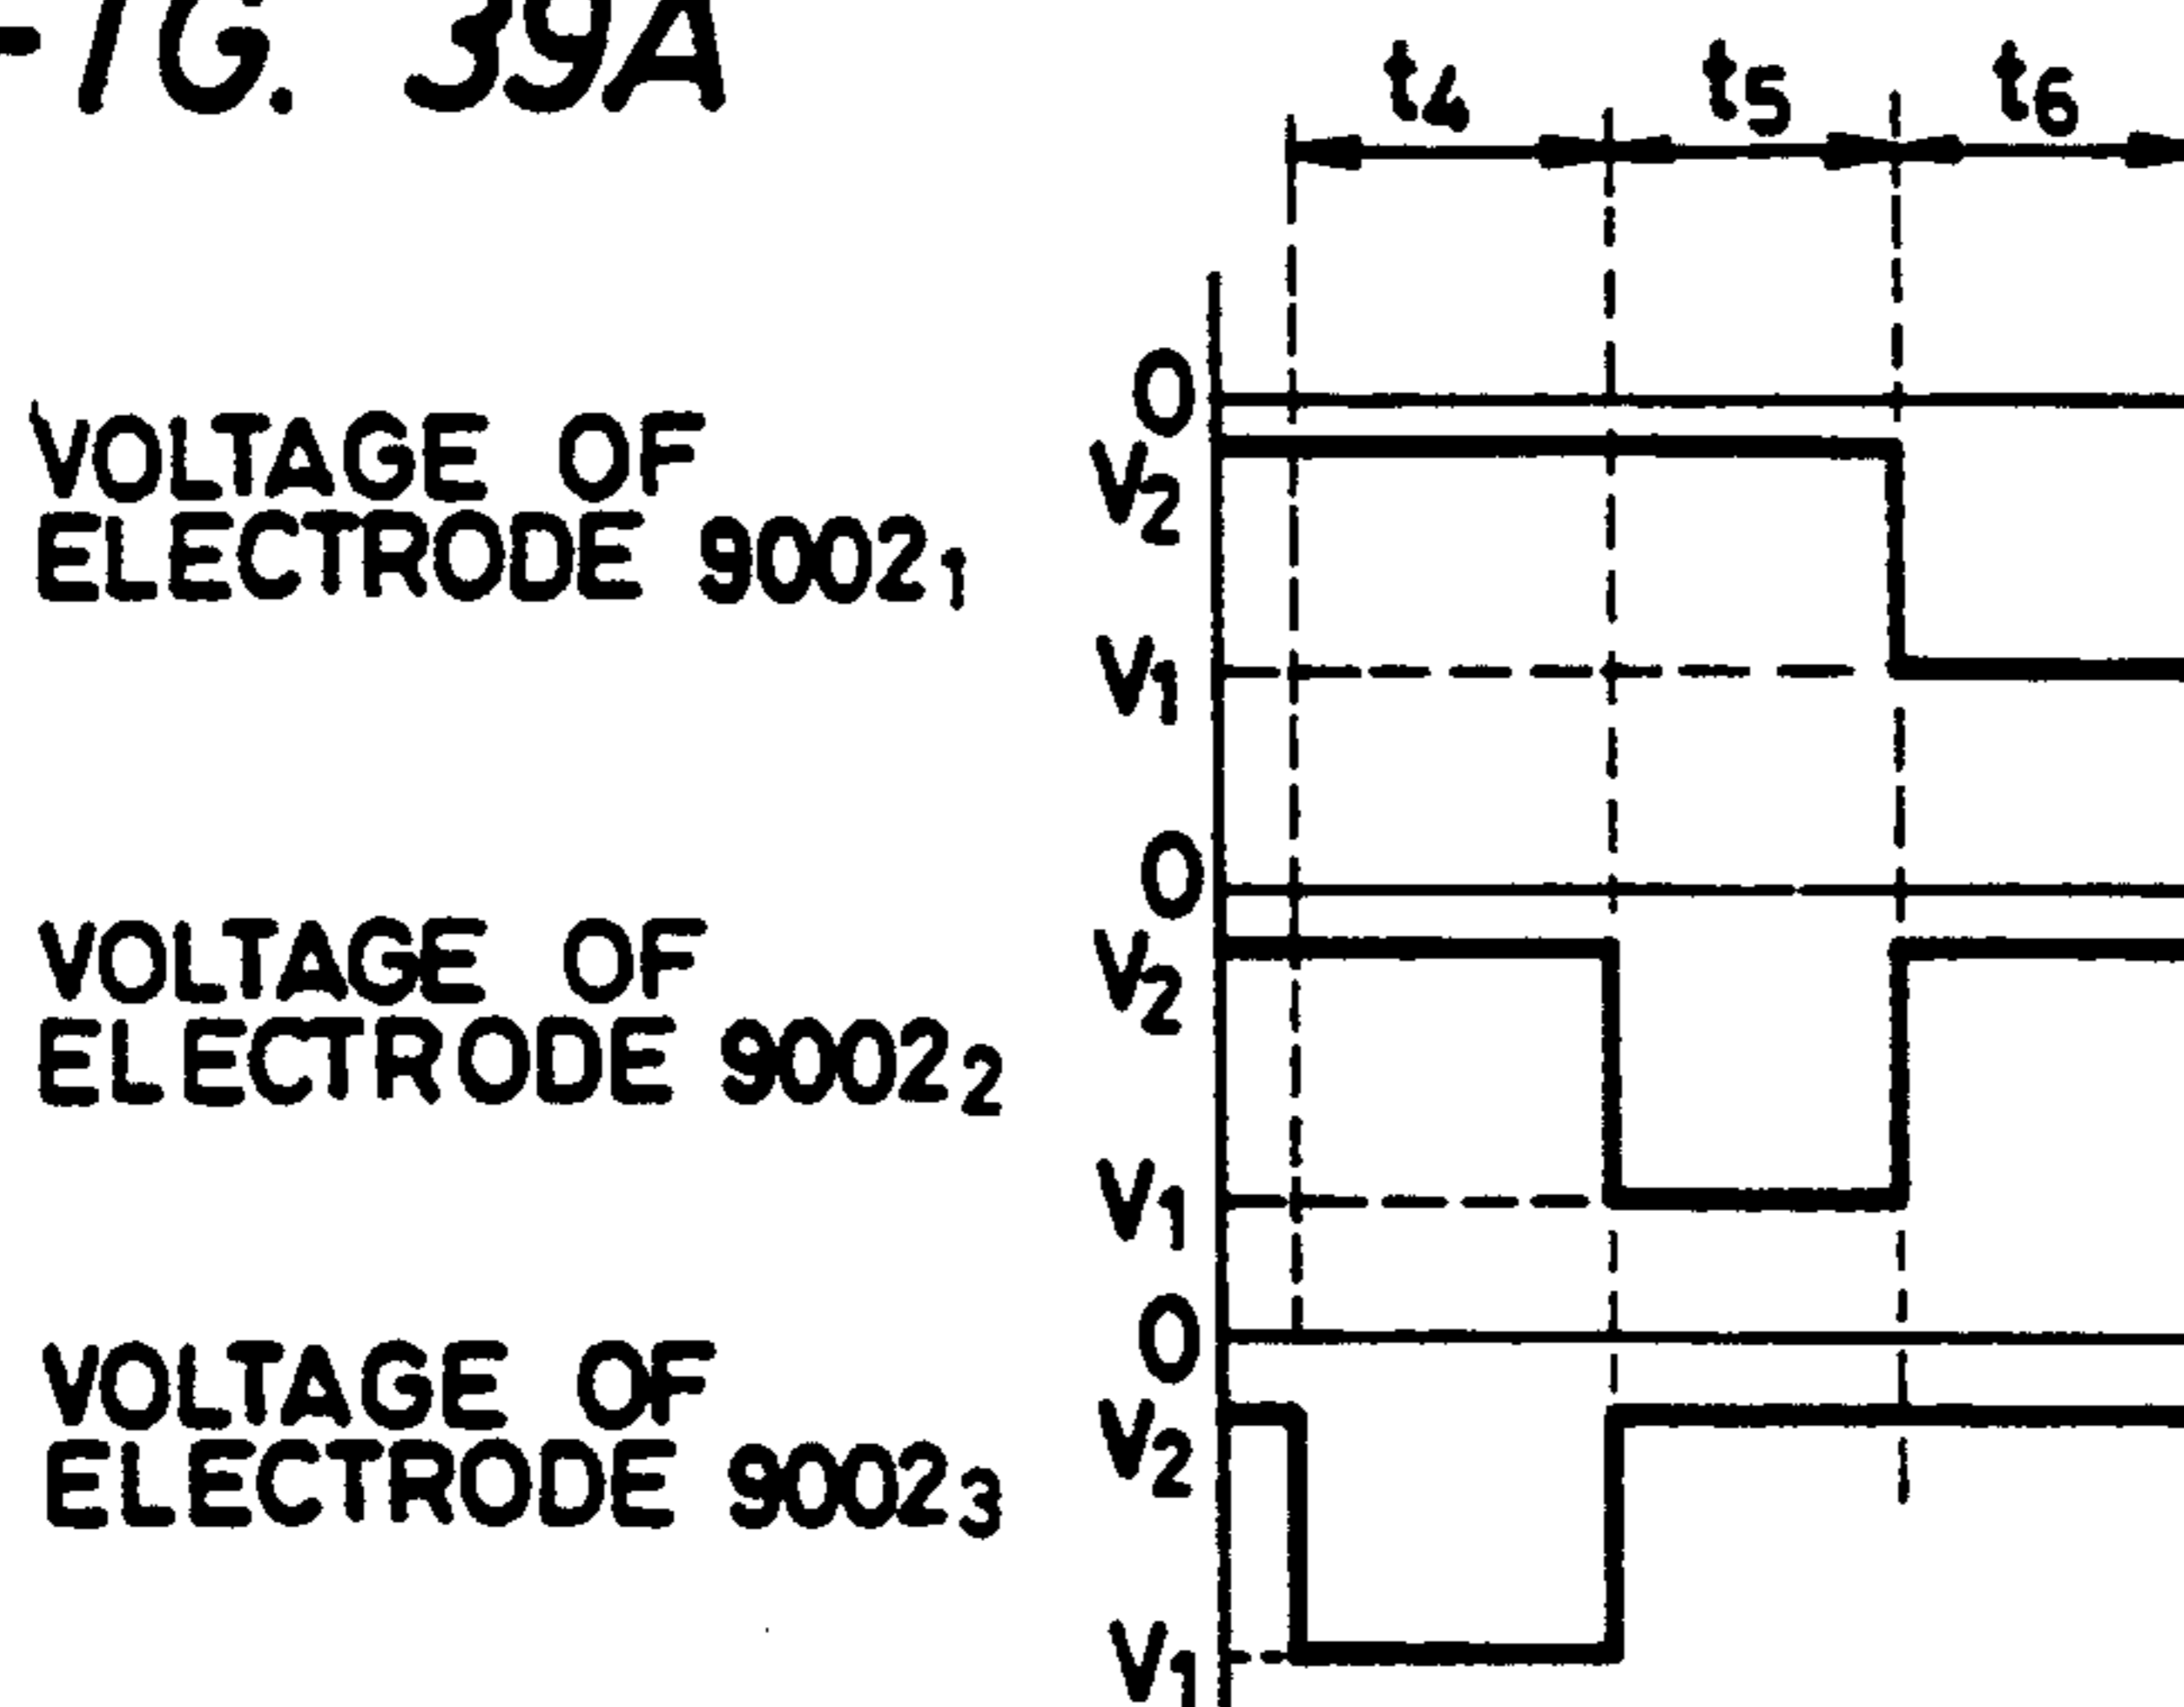 FIG. 39A
t4 t5 t6
0
VOLTAGE OF
ELECTRODE 9002₁
V₂
V₁
0
VOLTAGE OF
ELECTRODE 9002₂
V₂
V₁
0
VOLTAGE OF
ELECTRODE 9002₃
V₂
V₁